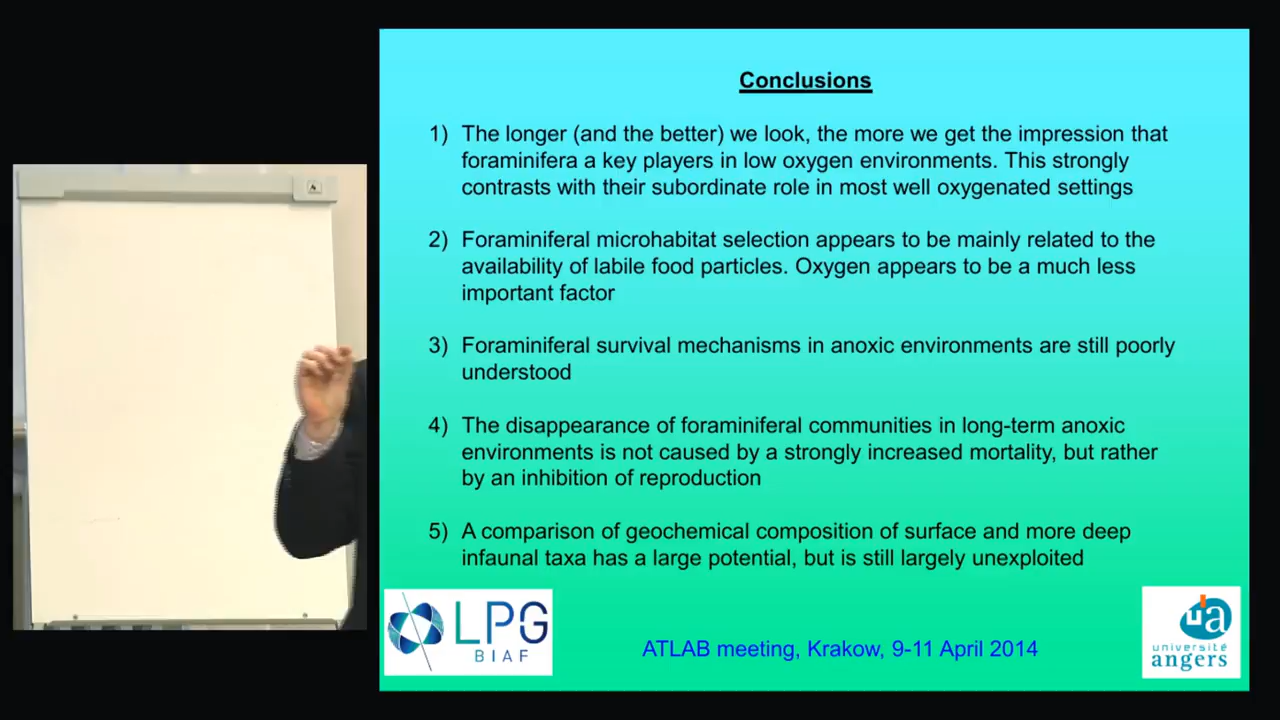 Conclusions
1) The longer (and the better) we look, the more we get the impression that
foraminifera a key players in low oxygen environments. This strongly
contrasts with their subordinate role in most well oxygenated settings
2) Foraminiferal microhabitat selection appears to be mainly related to the
availability of labile food particles. Oxygen appears to be a much less
important factor
3) Foraminiferal survival mechanisms in anoxic environments are still poorly
understood
4) The disappearance of foraminiferal communities in long-term anoxic
environments is not caused by a strongly increased mortality, but rather
by an inhibition of reproduction
5) A comparison of geochemical composition of surface and more deep
infaunal taxa has a large potential, but is still largely unexploited
LPG
BIAF
ATLAB meeting, Krakow, 9-11 April 2014
ua
université
angers